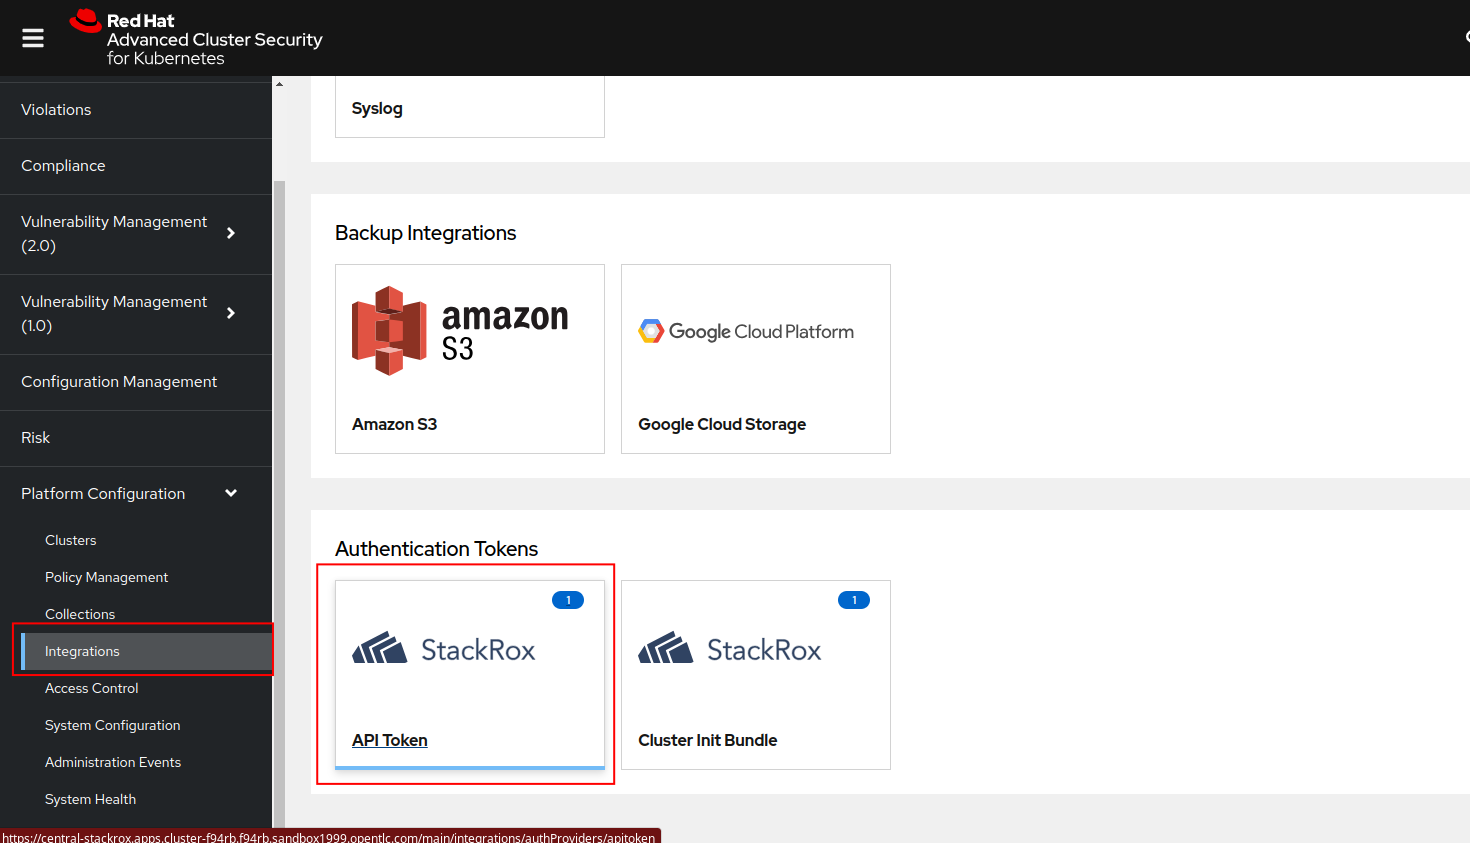 Red Hat
Advanced Cluster Security
for Kubernetes
Violations
Compliance
Vulnerability Management
(2.0)
Vulnerability Management
(1.0)
Configuration Management
Risk
Platform Configuration
Clusters
Policy Management
Collections
Integrations
Access Control
System Configuration
Administration Events
System Health
Syslog
Backup Integrations
amazon
S3
Amazon S3
Google Cloud Platform
Google Cloud Storage
Authentication Tokens
1
StackRox
API Token
1
StackRox
Cluster Init Bundle
https://central-stackrox.apps.cluster-f94rb.f94rb.sandbox1999.opentlc.com/main/integrations/authProviders/apitoken